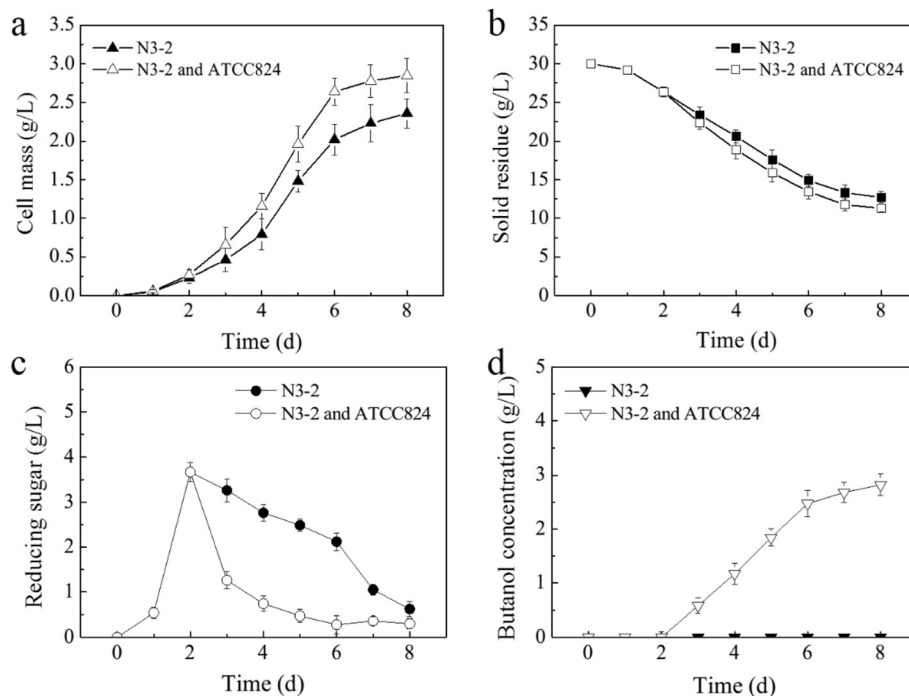 a
Cell mass (g/L)
3.5
3.0
2.5
2.0
1.5
1.0
0.5
0.0
N3-2
N3-2 and ATCC824
0 2 4 6 8
Time (d)
b
Solid residue (g/L)
35
30
25
20
15
10
5
0
N3-2
N3-2 and ATCC824
0 2 4 6 8
Time (d)
c
Reducing sugar (g/L)
6
5
4
3
2
1
0
N3-2
N3-2 and ATCC824
0 2 4 6 8
Time (d)
d
Butanol concentration (g/L)
5
4
3
2
1
0
N3-2
N3-2 and ATCC824
0 2 4 6 8
Time (d)